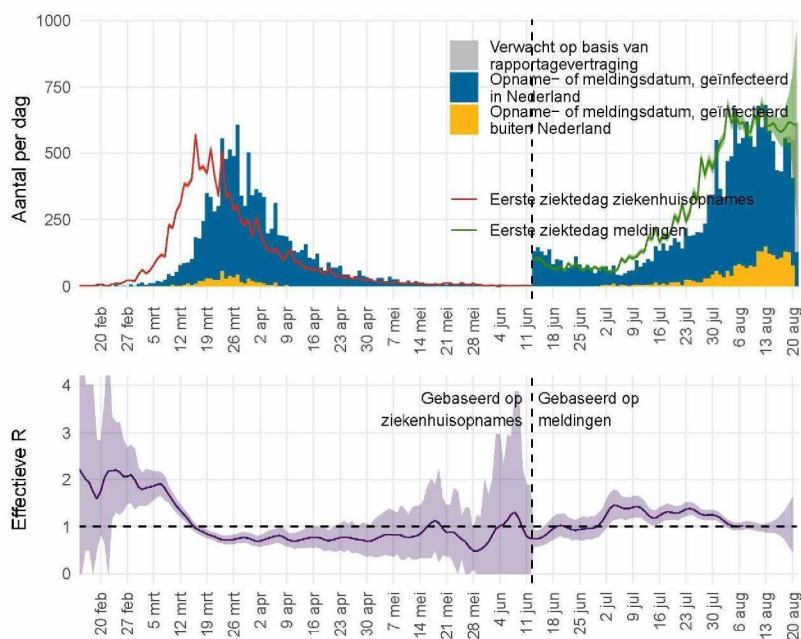 1000
750
500
250
0
Aantal per dag
Verwacht op basis van
rapportagevertraging
Opname- of meldingsdatum, geïnfecteerd
in Nederland
Opname- of meldingsdatum, geïnfecteerd
buiten Nederland
Eerste ziektedag ziekenhuisopnames
Eerste ziektedag meldingen
20 feb
27 feb
5 mrt
12 mrt
19 mrt
26 mrt
2 apr
9 apr
16 apr
23 apr
30 apr
7 mei
14 mei
21 mei
28 mei
4 jun
11 jun
18 jun
25 jun
2 jul
9 jul
16 jul
23 jul
30 jul
6 aug
13 aug
20 aug
4
3
2
1
0
Effectieve R
Gebaseerd op
ziekenhuisopnames
Gebaseerd op
meldingen
20 feb
27 feb
5 mrt
12 mrt
19 mrt
26 mrt
2 apr
9 apr
16 apr
23 apr
30 apr
7 mei
14 mei
21 mei
28 mei
4 jun
11 jun
18 jun
25 jun
2 jul
9 jul
16 jul
23 jul
30 jul
6 aug
13 aug
20 aug